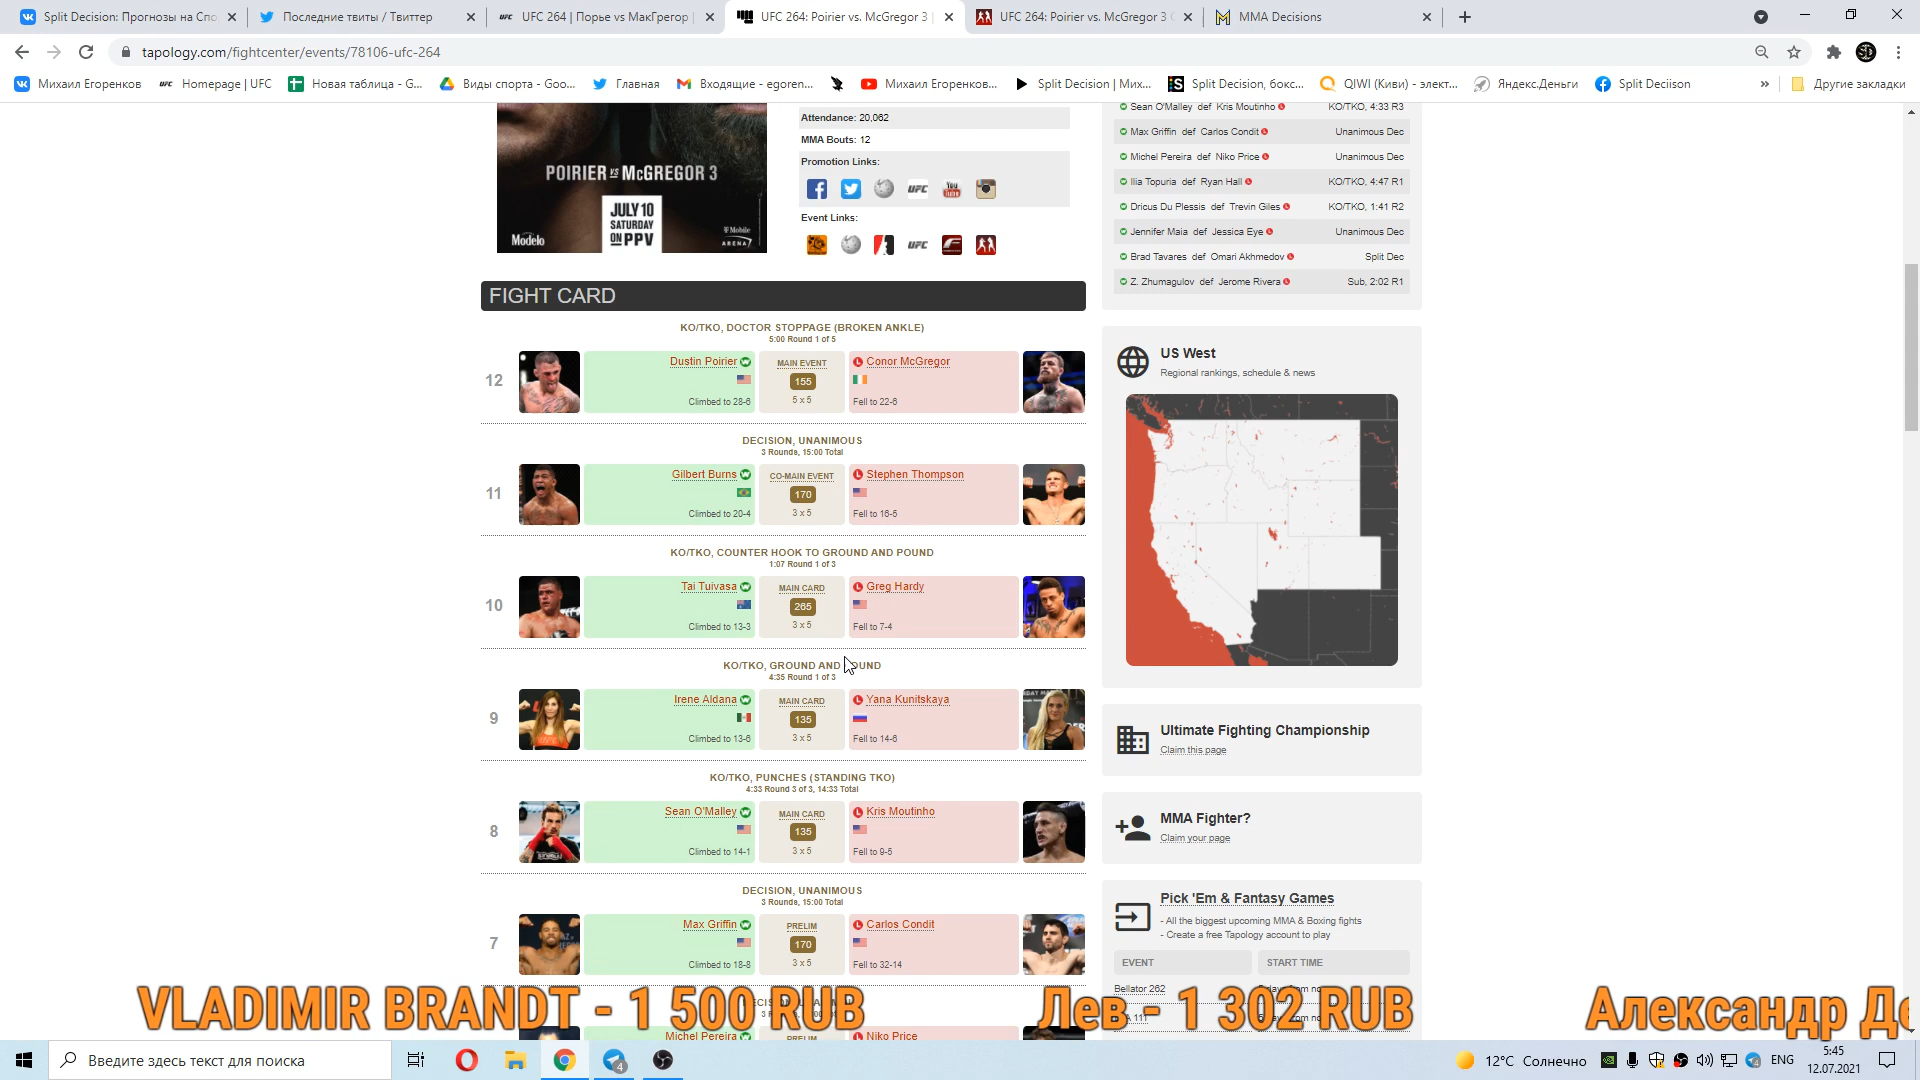 Split Decision: Прогнозы на Спо
Последние твиты / Твиттер
UFC 264 | Порье vs МакГрегор
UFC 264: Poirier vs. McGregor 3 |
UFC 264: Poirier vs. McGregor 3
MMA Decisions
tapology.com/fightcenter/events/78106-ufc-264
Михаил Егоренков
Homepage | UFC
Новая таблица - G...
Виды спорта - Goo...
Главная
Входящие - egoren...
Михаил Егоренков...
Split Decision | Мих...
Split Decision, бокс...
QIWI (Киви) - элект...
Яндекс.Деньги
Split Deciison
»
Другие закладки
POIRIER VS McGREGOR 3
JULY 10
SATURDAY
ON PPV
Modelo
T Mobile
ARENA
Attendance: 20,062
MMA Bouts: 12
Promotion Links:
UFC
You Tube
Event Links:
UFC
Sean O'Malley def Kris Moutinho KO/TKO, 4:33 R3
Max Griffin def Carlos Condit Unanimous Dec
Michel Pereira def Niko Price Unanimous Dec
Ilia Topuria def Ryan Hall KO/TKO, 4:47 R1
Dricus Du Plessis def Trevin Giles KO/TKO, 1:41 R2
Jennifer Maia def Jessica Eye Unanimous Dec
Brad Tavares def Omari Akhmedov Split Dec
Z. Zhumagulov def Jerome Rivera Sub, 2:02 R1
FIGHT CARD
KO/TKO, DOCTOR STOPPAGE (BROKEN ANKLE)
5:00 Round 1 of 5
12
Dustin Poirier W
Climbed to 28-6
MAIN EVENT
155
5 x 5
L Conor McGregor
Fell to 22-6
DECISION, UNANIMOUS
3 Rounds, 15:00 Total
11
Gilbert Burns W
Climbed to 20-4
CO-MAIN EVENT
170
3 x 5
L Stephen Thompson
Fell to 16-5
KO/TKO, COUNTER HOOK TO GROUND AND POUND
1:07 Round 1 of 3
10
Tai Tuivasa W
Climbed to 13-3
MAIN CARD
265
3 x 5
L Greg Hardy
Fell to 7-4
KO/TKO, GROUND AND POUND
4:35 Round 1 of 3
9
Irene Aldana W
Climbed to 13-6
MAIN CARD
135
3 x 5
L Yana Kunitskaya
Fell to 14-6
KO/TKO, PUNCHES (STANDING TKO)
4:33 Round 3 of 3, 14:33 Total
8
Sean O'Malley W
Climbed to 14-1
MAIN CARD
135
3 x 5
L Kris Moutinho
Fell to 9-5
DECISION, UNANIMOUS
3 Rounds, 15:00 Total
7
Max Griffin W
Climbed to 18-8
PRELIM
170
3 x 5
L Carlos Condit
Fell to 32-14
Michel Pereira
PRELIM
Niko Price
US West
Regional rankings, schedule & news
Ultimate Fighting Championship
Claim this page
MMA Fighter?
Claim your page
Pick 'Em & Fantasy Games
- All the biggest upcoming MMA & Boxing fights
- Create a free Tapology account to play
EVENT START TIME
Bellator 262
VLADIMIR BRANDT - 1 500 RUB
Лев - 1 302 RUB
Александр Де
Введите здесь текст для поиска
4
12°C Солнечно
ENG
5:45
12.07.2021